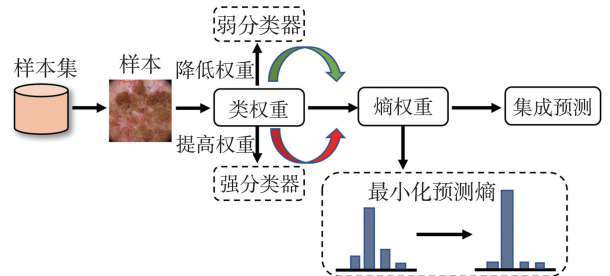 弱分类器
样本集
样本
降低权重
类权重
熵权重
集成预测
提高权重
强分类器
最小化预测熵